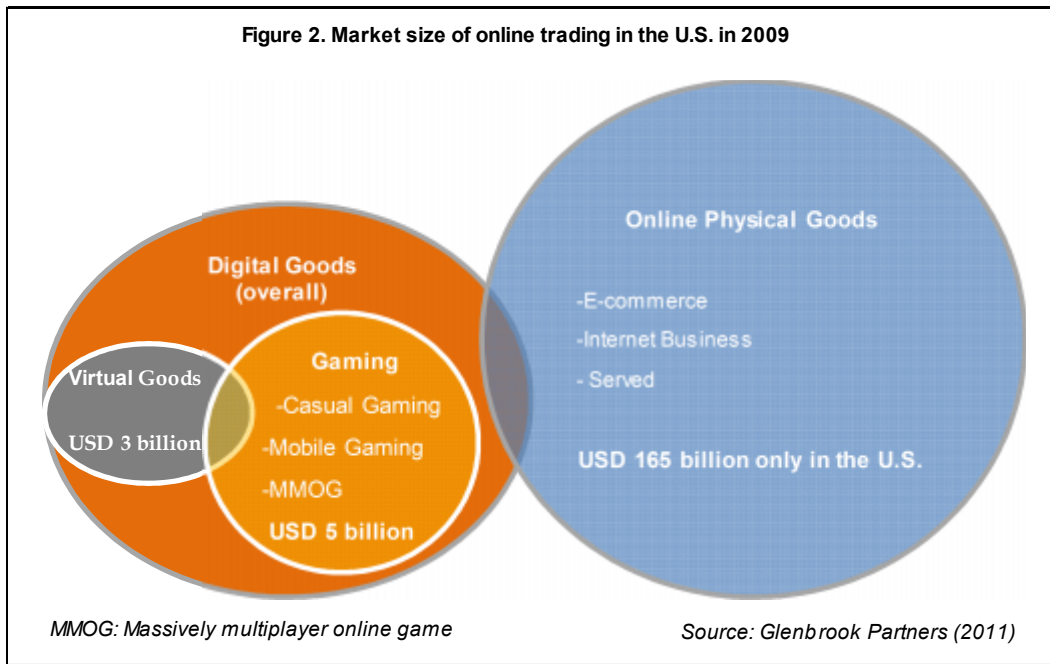 Figure 2. Market size of online trading in the U.S. in 2009
Digital Goods
(overall)
Virtual Goods
USD 3 billion
Gaming
-Casual Gaming
-Mobile Gaming
-MMOG
USD 5 billion
Online Physical Goods
-E-commerce
-Internet Business
- Served
USD 165 billion only in the U.S.
MMOG: Massively multiplayer online game
Source: Glenbrook Partners (2011)